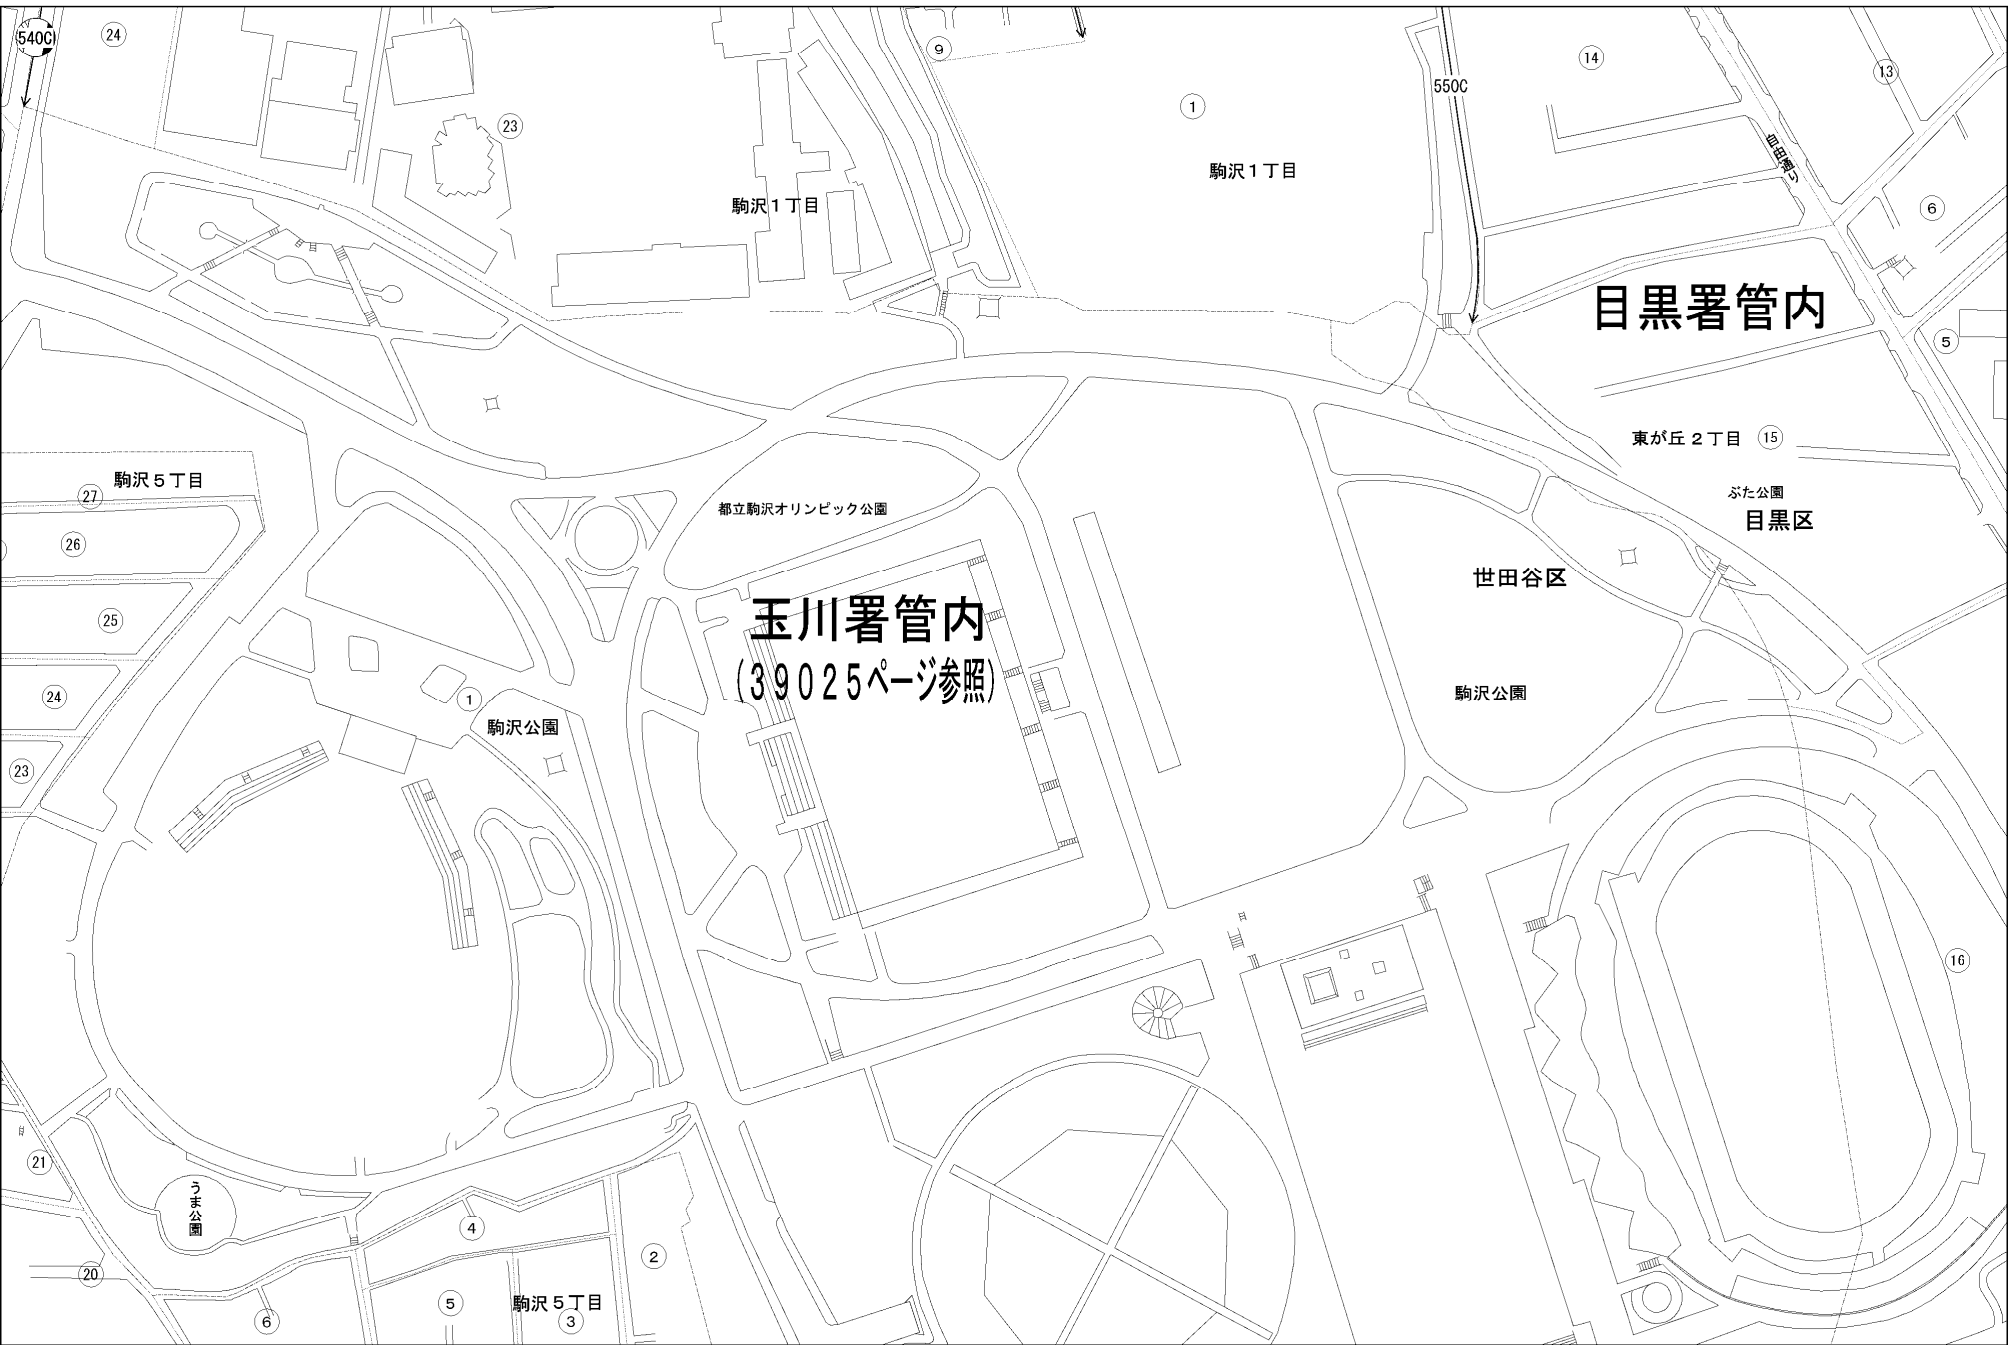 540C
24
23
9
1
550C
14
13
自由通り
6
駒沢１丁目
駒沢１丁目
目黒署管内
5
東が丘２丁目
15
駒沢５丁目
27
26
25
24
23
ぶた公園
目黒区
都立駒沢オリンピック公園
世田谷区
玉川署管内
(39025ページ参照)
1
駒沢公園
駒沢公園
16
21
うま公園
20
4
2
5
6
駒沢５丁目
3